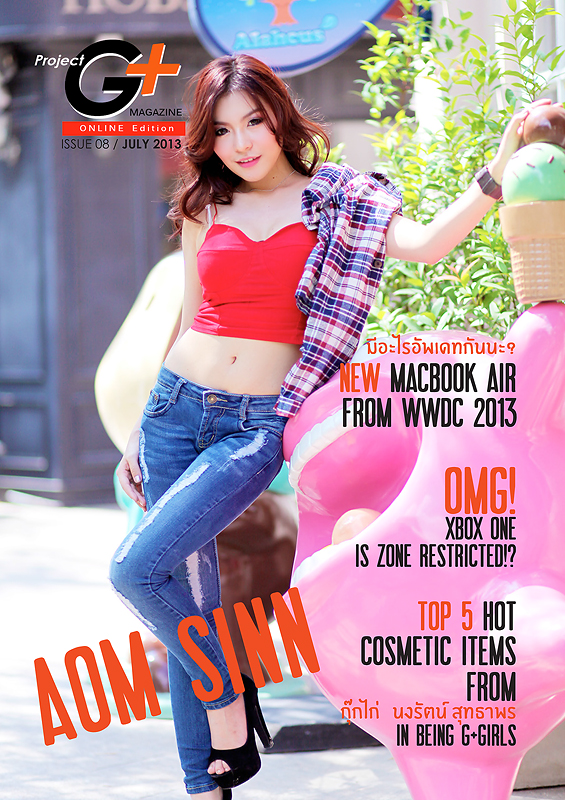 HOBS
Alaheus
Project
G+
MAGAZINE
ONLINE Edition
ISSUE 08 / JULY 2013
มีอะไรอัพเดทกันนะ?
NEW MACBOOK AIR
FROM WWDC 2013
OMG!
XBOX ONE
IS ZONE RESTRICTED!?
TOP 5 HOT
COSMETIC ITEMS
FROM
กุ๊กไก่ นงรัตน์ สุทธาพร
IN BEING G+GIRLS
AOM SINN